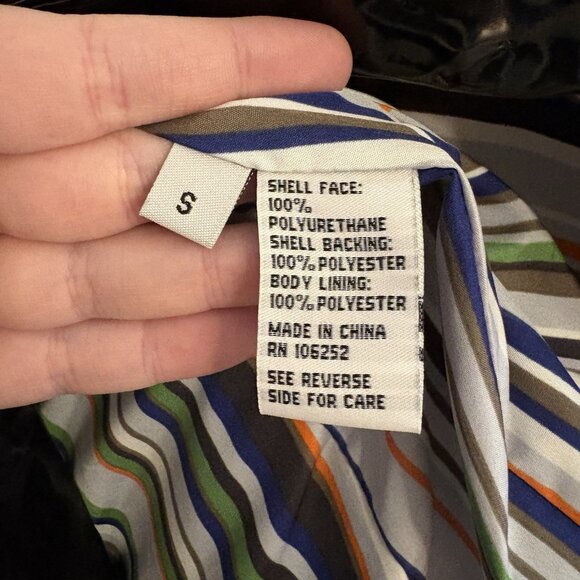 S
SHELL FACE:
100%
POLYURETHANE
SHELL BACKING:
100% POLYESTER
BODY LINING:
100% POLYESTER
MADE IN CHINA
RN 106252
SEE REVERSE
SIDE FOR CARE